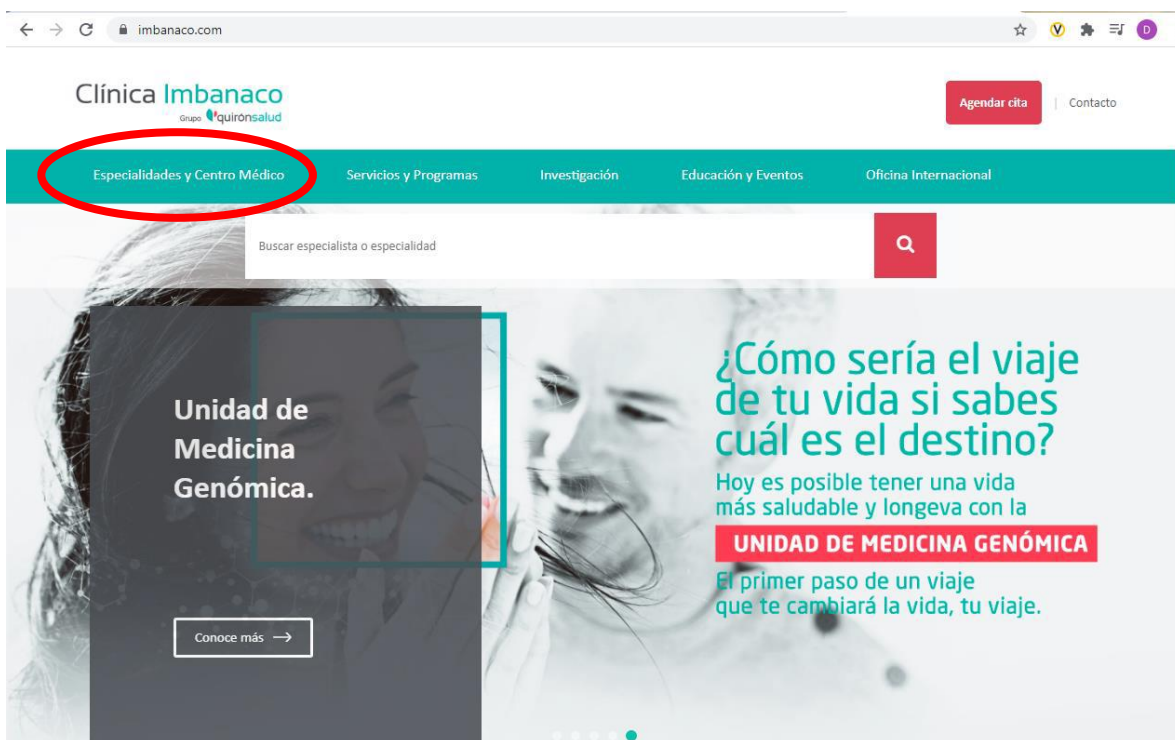 imbanaco.com
D
Clínica Imbanaco
Grupo quirónsalud
Agendar cita | Contacto
Especialidades y Centro Médico Servicios y Programas Investigación Educación y Eventos Oficina Internacional
Buscar especialista o especialidad
Unidad de
Medicina
Genómica.
Conoce más →
¿Cómo sería el viaje
de tu vida si sabes
cuál es el destino?
Hoy es posible tener una vida
más saludable y longeva con la
UNIDAD DE MEDICINA GENÓMICA
El primer paso de un viaje
que te cambiará la vida, tu viaje.